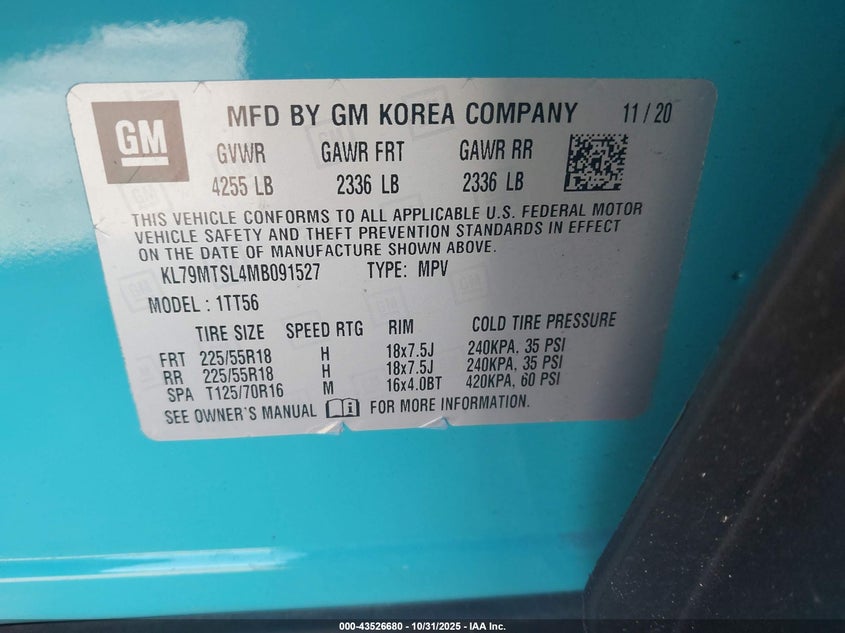 GM MFD BY GM KOREA COMPANY 11/20
GVWR GAWR FRT GAWR RR
4255 LB 2336 LB 2336 LB
THIS VEHICLE CONFORMS TO ALL APPLICABLE U.S. FEDERAL MOTOR
VEHICLE SAFETY AND THEFT PREVENTION STANDARDS IN EFFECT
ON THE DATE OF MANUFACTURE SHOWN ABOVE.
KL79MTSL4MB091527 TYPE: MPV
MODEL : 1TT56
TIRE SIZE SPEED RTG RIM COLD TIRE PRESSURE
FRT 225/55R18 H 18x7.5J 240KPA, 35 PSI
RR 225/55R18 H 18x7.5J 240KPA, 35 PSI
SPA T125/70R16 M 16x4.0BT 420KPA, 60 PSI
SEE OWNER'S MANUAL i FOR MORE INFORMATION.
000-43526680 - 10/31/2025 - IAA Inc.